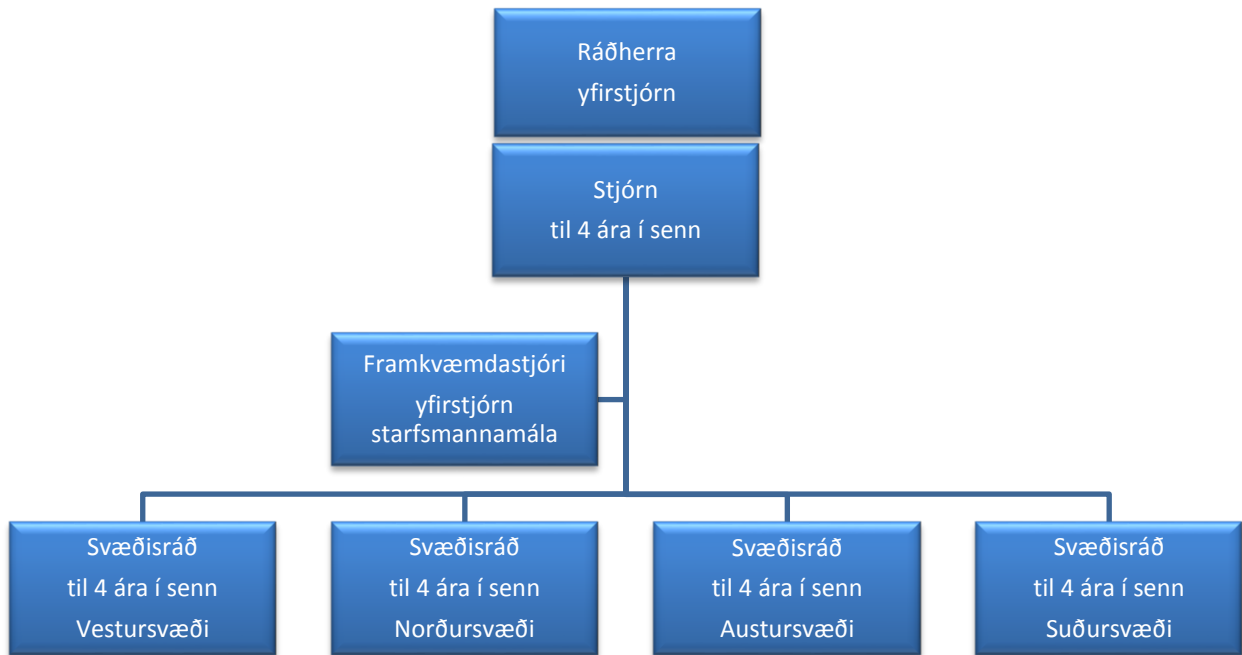 Ráðherra
yfirstjórn
Stjórn
til 4 ára í senn
Framkvæmdastjóri
yfirstjórn
starfsmannamála
Svæðisráð
til 4 ára í senn
Vestursvæði
Svæðisráð
til 4 ára í senn
Norðursvæði
Svæðisráð
til 4 ára í senn
Austursvæði
Svæðisráð
til 4 ára í senn
Suðursvæði